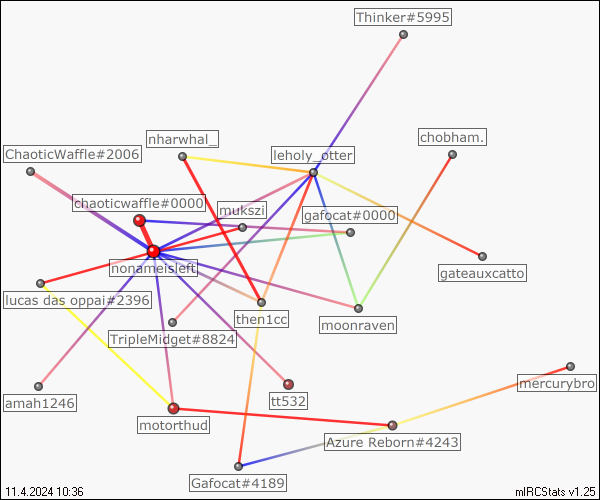 Thinker#5995
nharwhal_
chobham.
ChaoticWaffle#2006
leholy_otter
chaoticwaffle#0000
mukszi
gafocat#0000
nonameisleft
gateauxcatto
lucas das oppai#2396
then1cc
moonraven
TripleMidget#8824
mercurybro
amah1246
tt532
motorthud
Azure Reborn#4243
Gafocat#4189
11.4.2024 10:36
mIRCStats v1.25